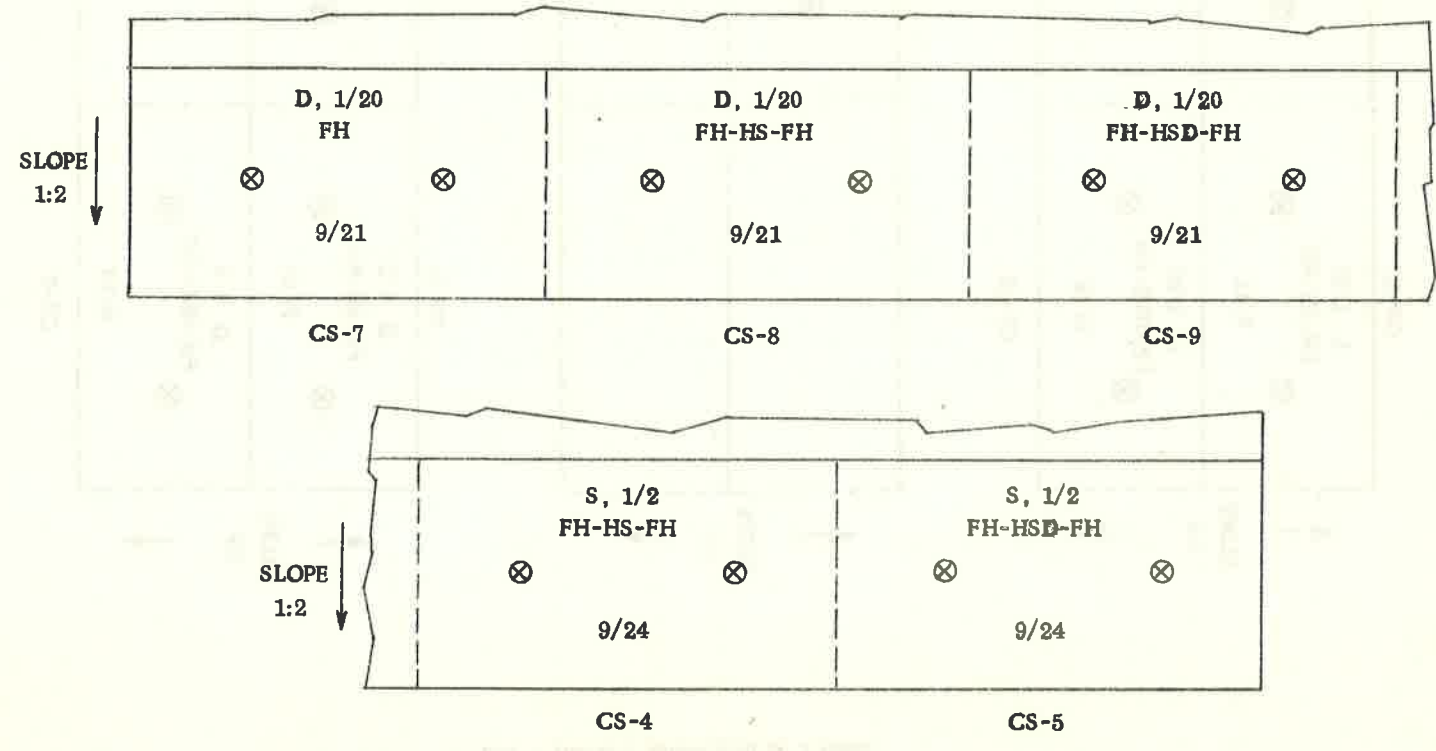 D, 1/20
FH
9/21
CS-7
D, 1/20
FH-HS-FH
9/21
CS-8
D, 1/20
FH-HSD-FH
9/21
CS-9
SLOPE
1:2
S, 1/2
FH-HS-FH
9/24
CS-4
S, 1/2
FH-HSD-FH
9/24
CS-5
SLOPE
1:2